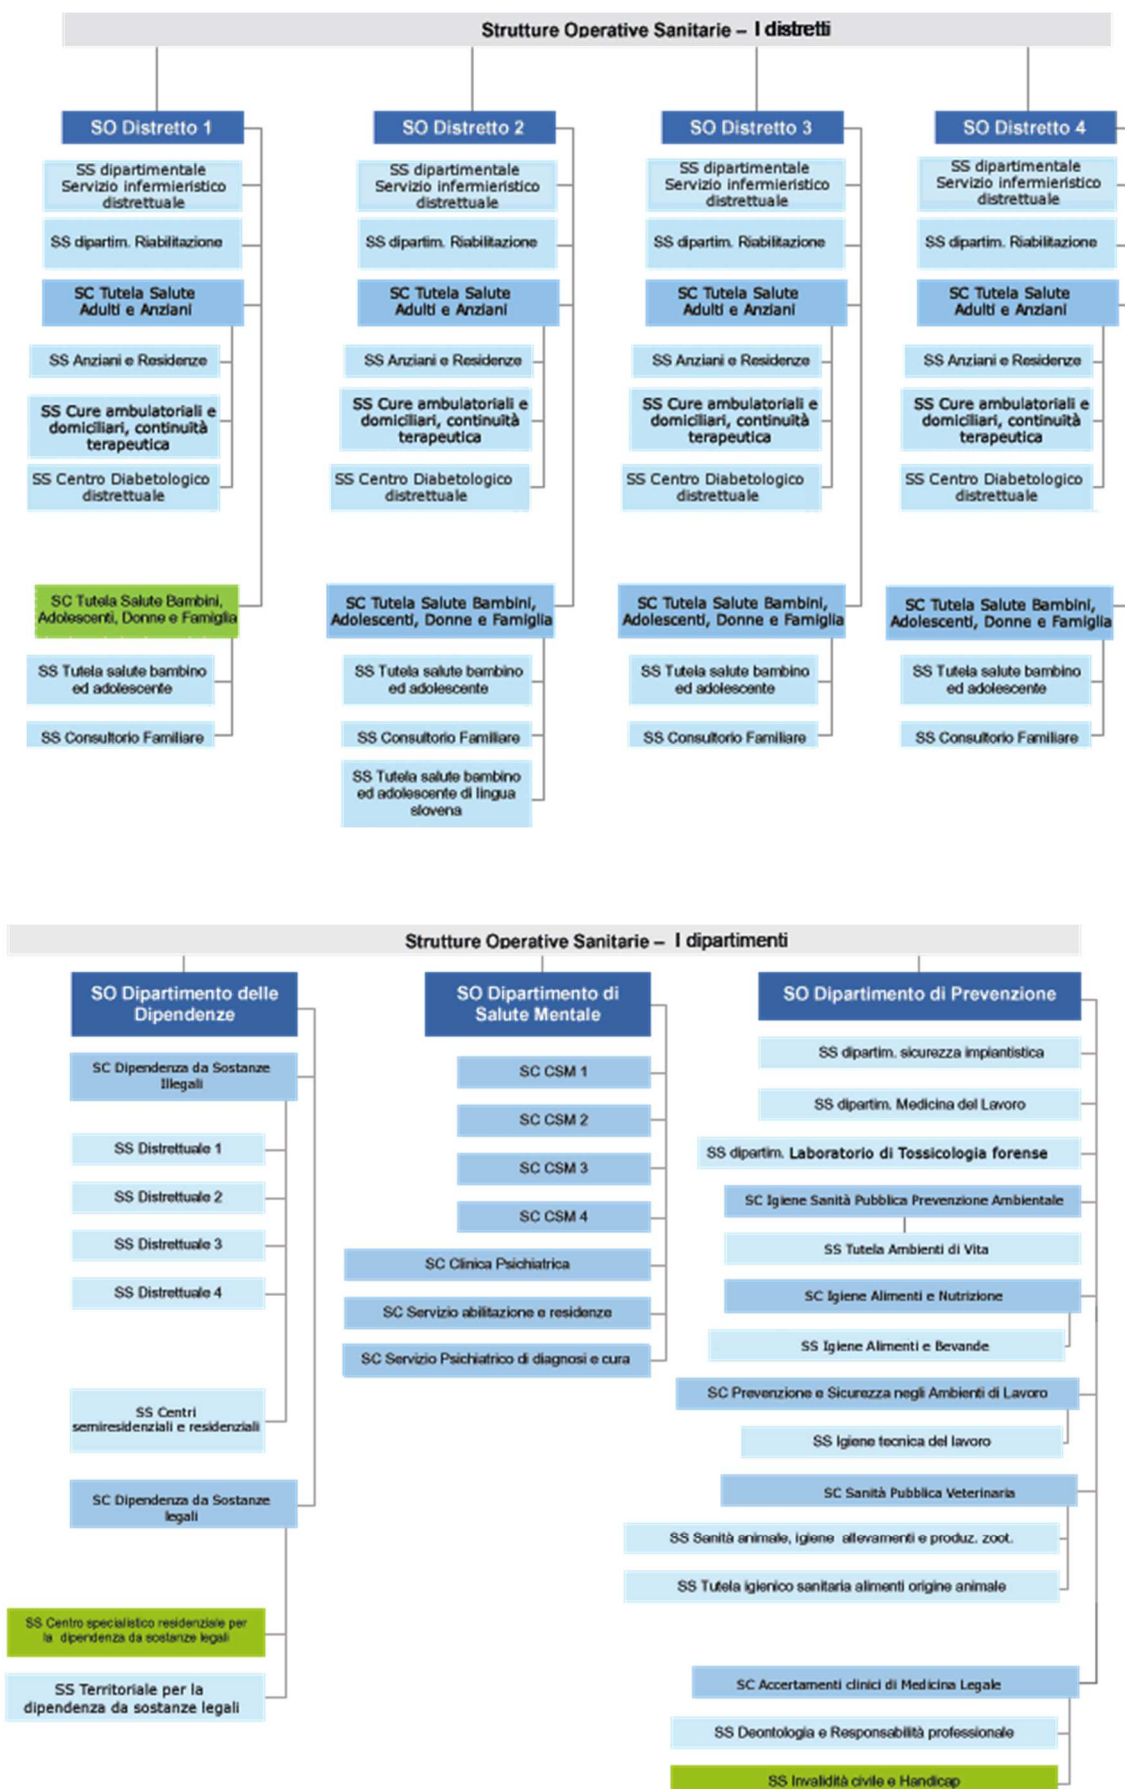 Strutture Operative Sanitarie – I distretti
SO Distretto 1
SS dipartimentale
Servizio infermieristico
distrettuale
SS dipartim. Riabilitazione
SC Tutela Salute
Adulti e Anziani
SS Anziani e Residenze
SS Cure ambulatoriali e
domiciliari, continuità
terapeutica
SS Centro Diabetologico
distrettuale
SC Tutela Salute Bambini,
Adolescenti, Donne e Famiglia
SS Tutela salute bambino
ed adolescente
SS Consultorio Familiare
SO Distretto 2
SS dipartimentale
Servizio infermieristico
distrettuale
SS dipartim. Riabilitazione
SC Tutela Salute
Adulti e Anziani
SS Anziani e Residenze
SS Cure ambulatoriali e
domiciliari, continuità
terapeutica
SS Centro Diabetologico
distrettuale
SC Tutela Salute Bambini,
Adolescenti, Donne e Famiglia
SS Tutela salute bambino
ed adolescente
SS Consultorio Familiare
SS Tutela salute bambino
ed adolescente di lingua
slovena
SO Distretto 3
SS dipartimentale
Servizio infermieristico
distrettuale
SS dipartim. Riabilitazione
SC Tutela Salute
Adulti e Anziani
SS Anziani e Residenze
SS Cure ambulatoriali e
domiciliari, continuità
terapeutica
SS Centro Diabetologico
distrettuale
SC Tutela Salute Bambini,
Adolescenti, Donne e Famiglia
SS Tutela salute bambino
ed adolescente
SS Consultorio Familiare
SO Distretto 4
SS dipartimentale
Servizio infermieristico
distrettuale
SS dipartim. Riabilitazione
SC Tutela Salute
Adulti e Anziani
SS Anziani e Residenze
SS Cure ambulatoriali e
domiciliari, continuità
terapeutica
SS Centro Diabetologico
distrettuale
SC Tutela Salute Bambini,
Adolescenti, Donne e Famiglia
SS Tutela salute bambino
ed adolescente
SS Consultorio Familiare
Strutture Operative Sanitarie – I dipartimenti
SO Dipartimento delle
Dipendenze
SC Dipendenza da Sostanze
Illegali
SS Distrettuale 1
SS Distrettuale 2
SS Distrettuale 3
SS Distrettuale 4
SS Centri
semiresidenziali e residenziali
SC Dipendenza da Sostanze
legali
SS Centro specialistico residenziale per
la dipendenza da sostanze legali
SS Territoriale per la
dipendenza da sostanze legali
SO Dipartimento di
Salute Mentale
SC CSM 1
SC CSM 2
SC CSM 3
SC CSM 4
SC Clinica Psichiatrica
SC Servizio abilitazione e residenze
SC Servizio Psichiatrico di diagnosi e cura
SO Dipartimento di Prevenzione
SS dipartim. sicurezza impiantistica
SS dipartim. Medicina del Lavoro
SS dipartim. Laboratorio di Tossicologia forense
SC Igiene Sanità Pubblica Prevenzione Ambientale
SS Tutela Ambienti di Vita
SC Igiene Alimenti e Nutrizione
SS Igiene Alimenti e Bevande
SC Prevenzione e Sicurezza negli Ambienti di Lavoro
SS Igiene tecnica del lavoro
SC Sanità Pubblica Veterinaria
SS Sanità animale, igiene allevamenti e produz. zoot.
SS Tutela igienico sanitaria alimenti origine animale
SC Accertamenti clinici di Medicina Legale
SS Deontologia e Responsabilità professionale
SS Invalidità civile e Handicap